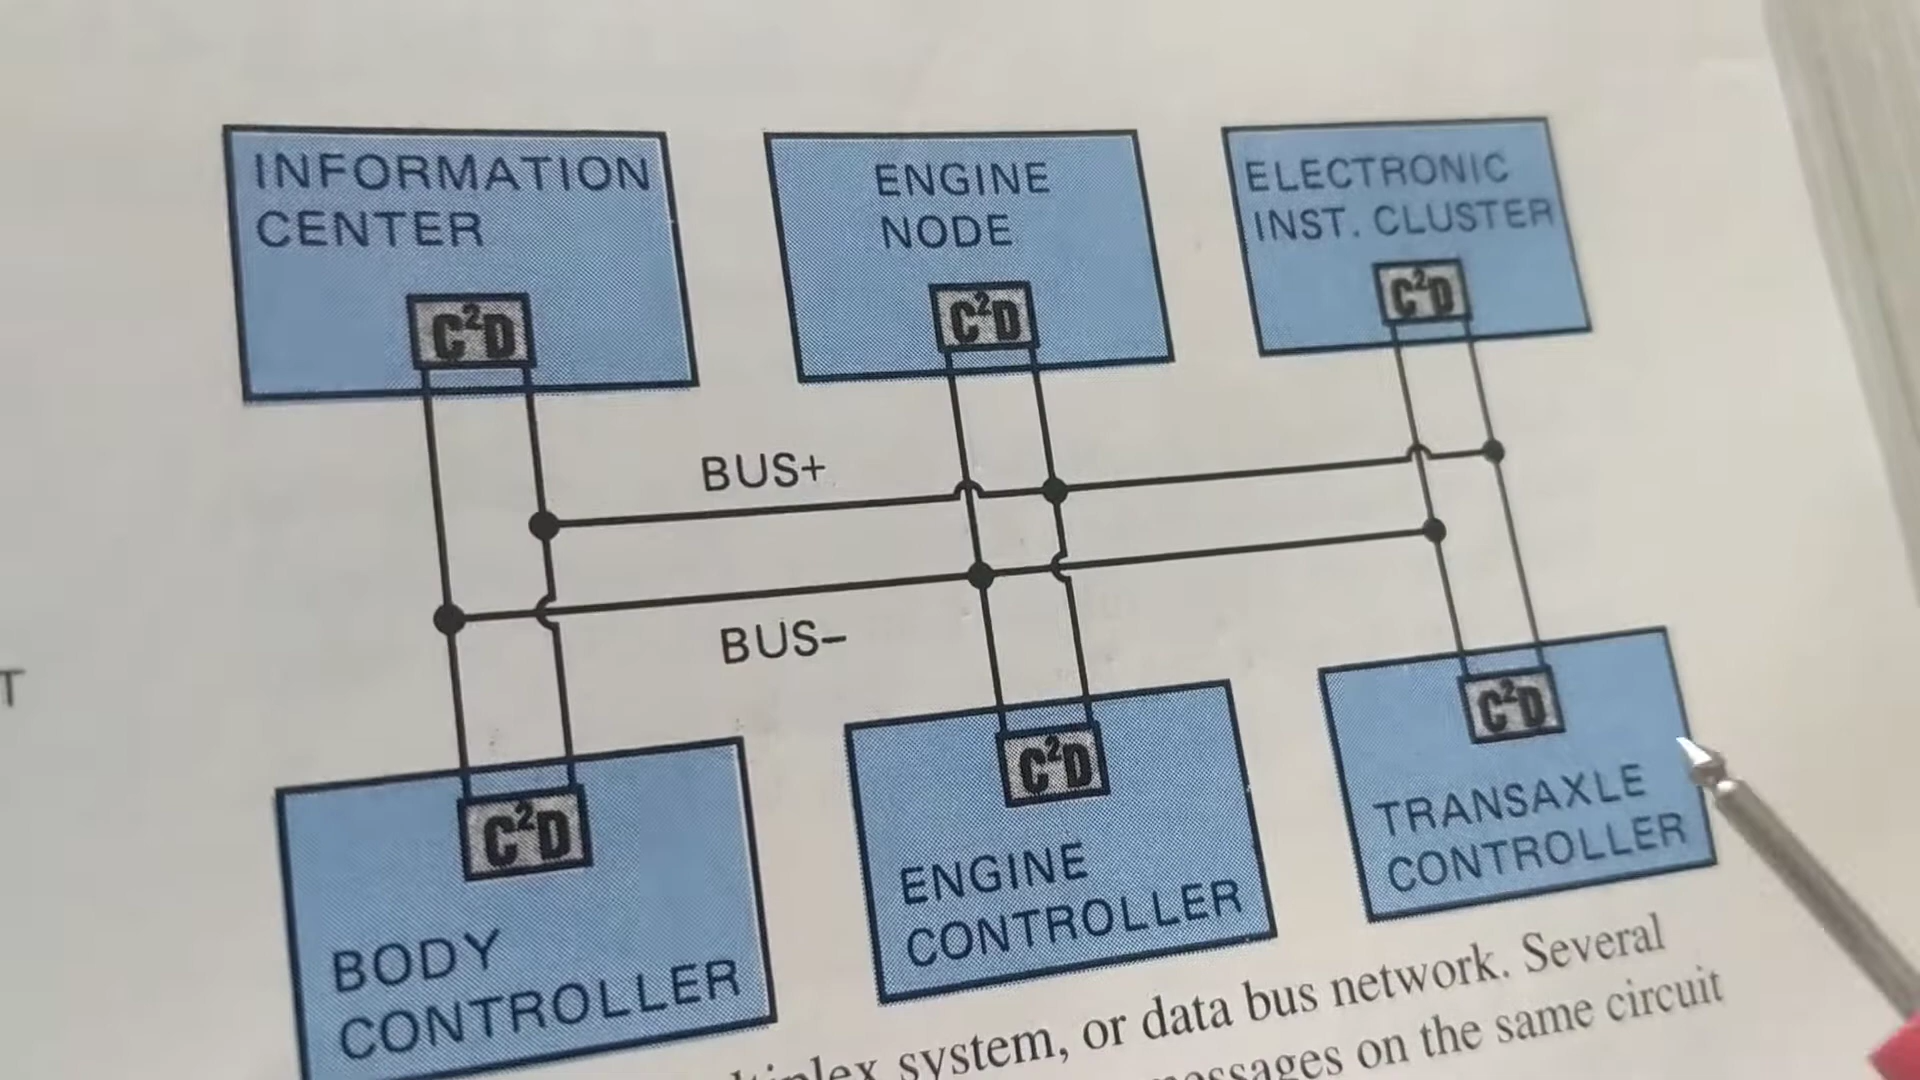 INFORMATION
CENTER
C²D
ENGINE
NODE
C²D
ELECTRONIC
INST. CLUSTER
C²D
BUS+
BUS−
C²D
BODY
CONTROLLER
C²D
ENGINE
CONTROLLER
C²D
TRANSAXLE
CONTROLLER
T
system, or data bus network. Several
on the same circuit